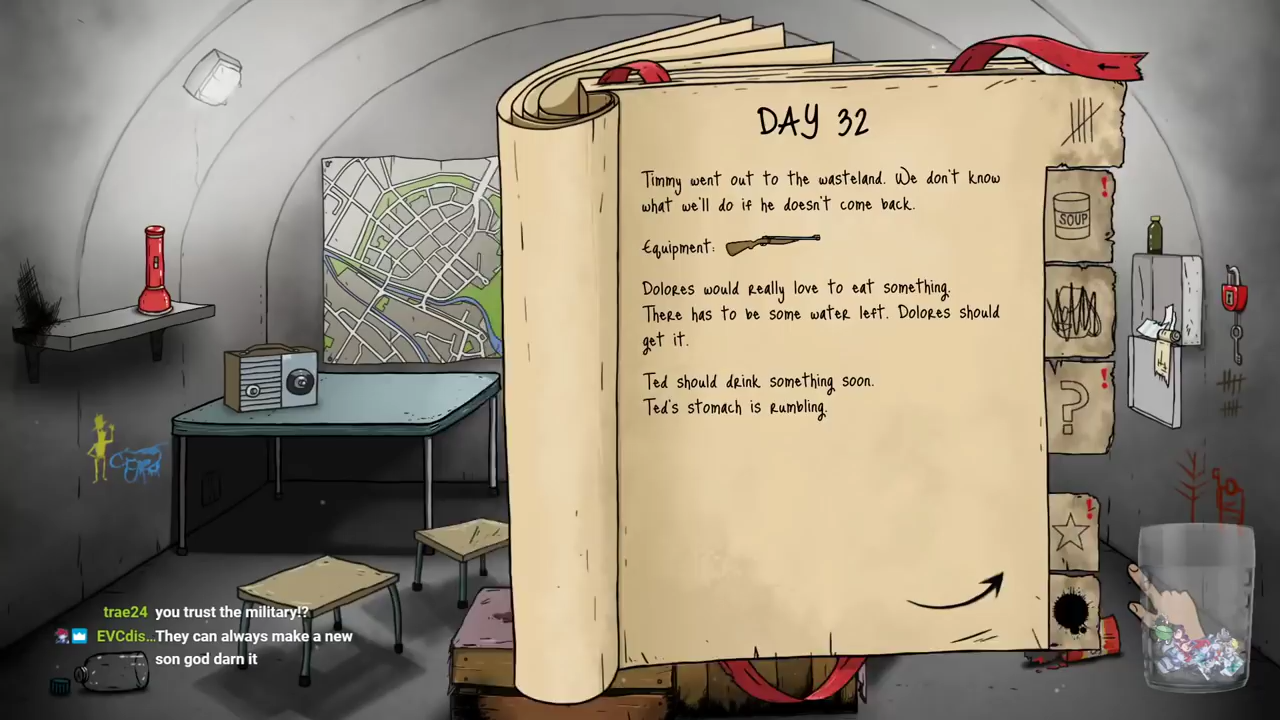 DAY 32
Timmy went out to the wasteland. We don't know
what we'll do if he doesn't come back.
Equipment:
Dolores would really love to eat something.
There has to be some water left. Dolores should
get it.
Ted should drink something soon.
Ted's stomach is rumbling.
SOUP
!
!
?
!
trae24 you trust the military!?
EVCdis... They can always make a new
son god darn it